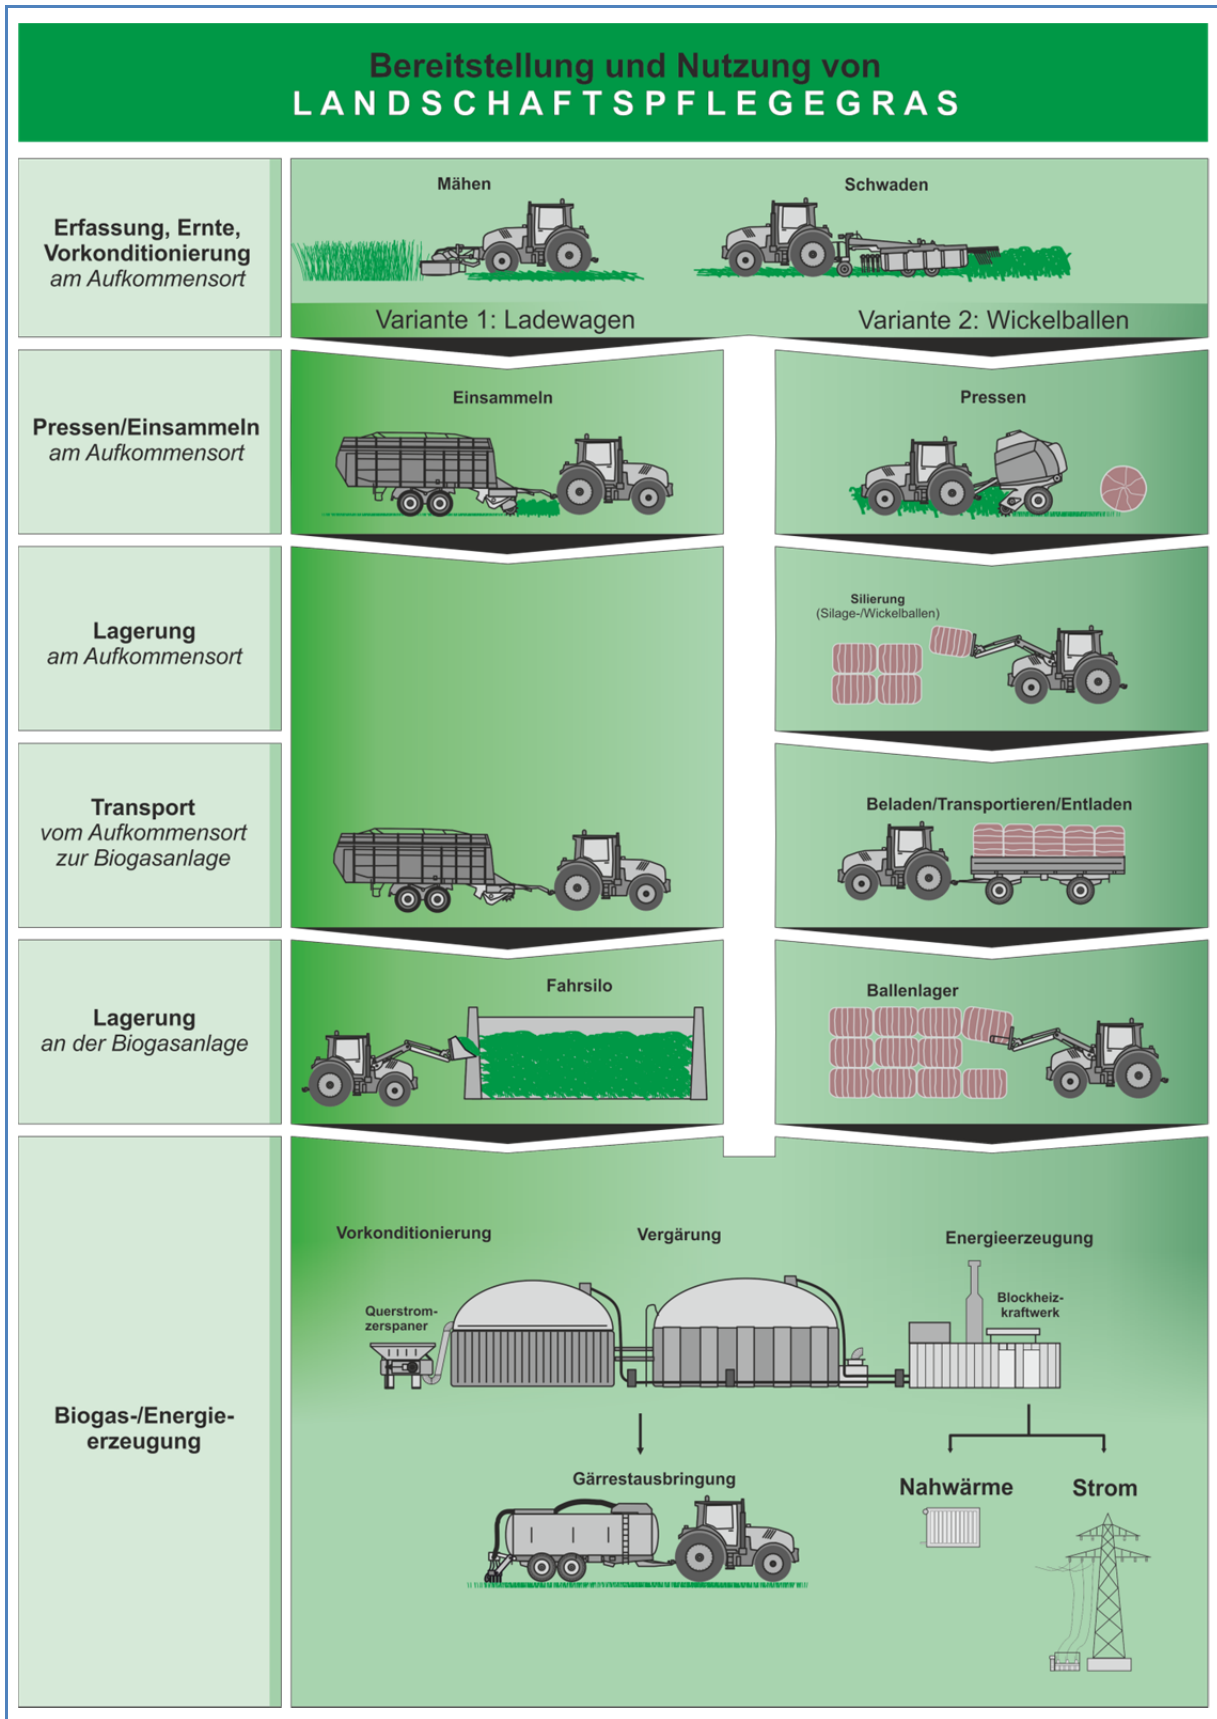 Bereitstellung und Nutzung von
LANDSCHAFTSPFLEGEGRAS
Erfassung, Ernte,
Vorkonditionierung
am Aufkommensort
Mähen
Schwaden
Variante 1: Ladewagen
Variante 2: Wickelballen
Pressen/Einsammeln
am Aufkommensort
Einsammeln
Pressen
Lagerung
am Aufkommensort
Silierung
(Silage-/Wickelballen)
Transport
vom Aufkommensort
zur Biogasanlage
Beladen/Transportieren/Entladen
Lagerung
an der Biogasanlage
Fahrsilo
Ballenlager
Biogas-/Energie-
erzeugung
Vorkonditionierung
Vergärung
Energieerzeugung
Querstrom-
zerspaner
Blockheiz-
kraftwerk
Gärrestausbringung
Nahwärme
Strom